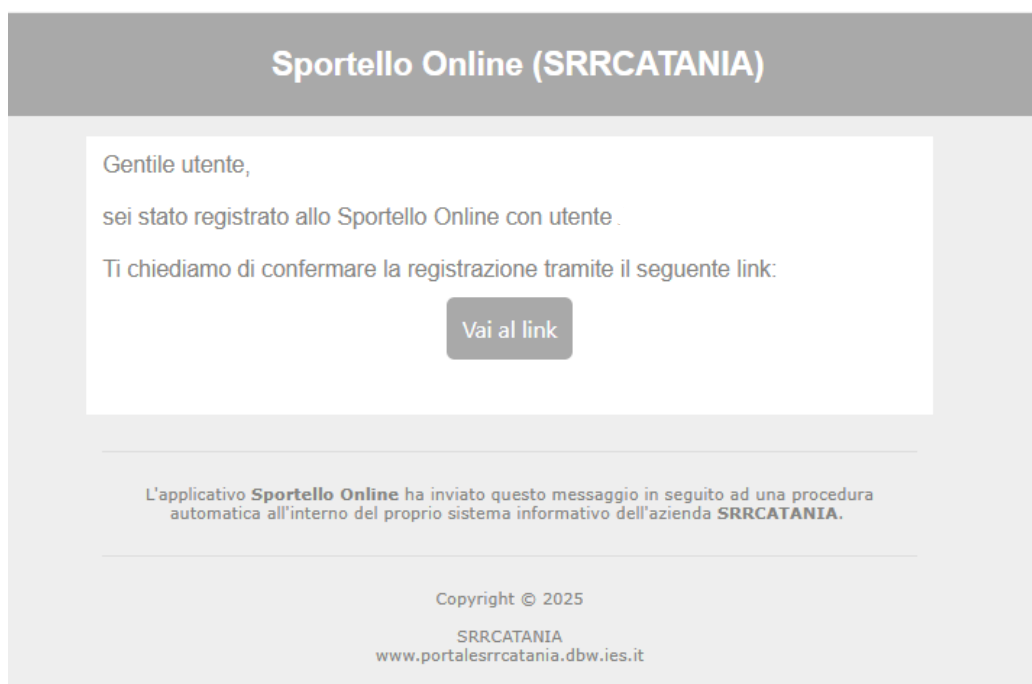 Sportello Online (SRRCATANIA)
Gentile utente,
sei stato registrato allo Sportello Online con utente .
Ti chiediamo di confermare la registrazione tramite il seguente link:
Vai al link
L'applicativo Sportello Online ha inviato questo messaggio in seguito ad una procedura
automatica all'interno del proprio sistema informativo dell'azienda SRRCATANIA.
Copyright © 2025
SRRCATANIA
www.portalesrrcatania.dbw.ies.it